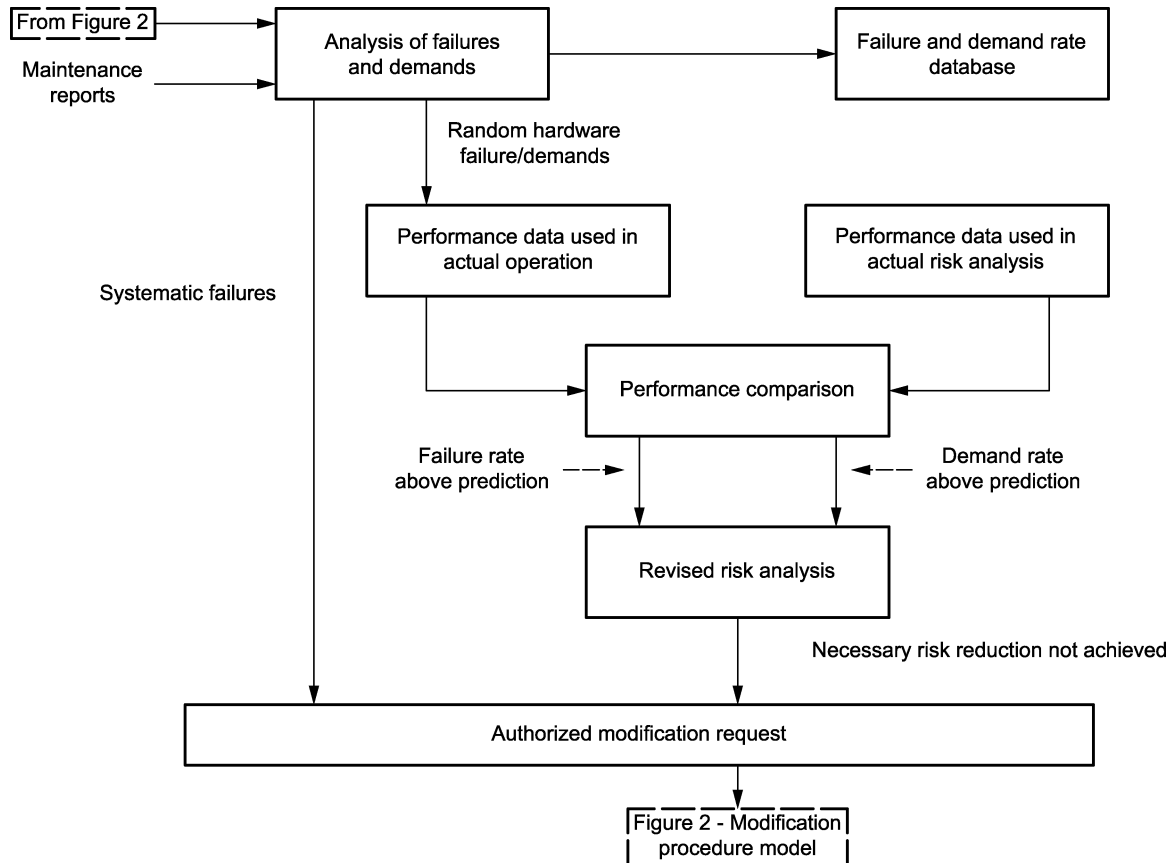 From Figure 2
Analysis of failures
and demands
Failure and demand rate
database
Maintenance
reports
Random hardware
failure/demands
Performance data used in
actual operation
Performance data used in
actual risk analysis
Systematic failures
Performance comparison
Failure rate
above prediction
Demand rate
above prediction
Revised risk analysis
Necessary risk reduction not achieved
Authorized modification request
Figure 2 - Modification
procedure model